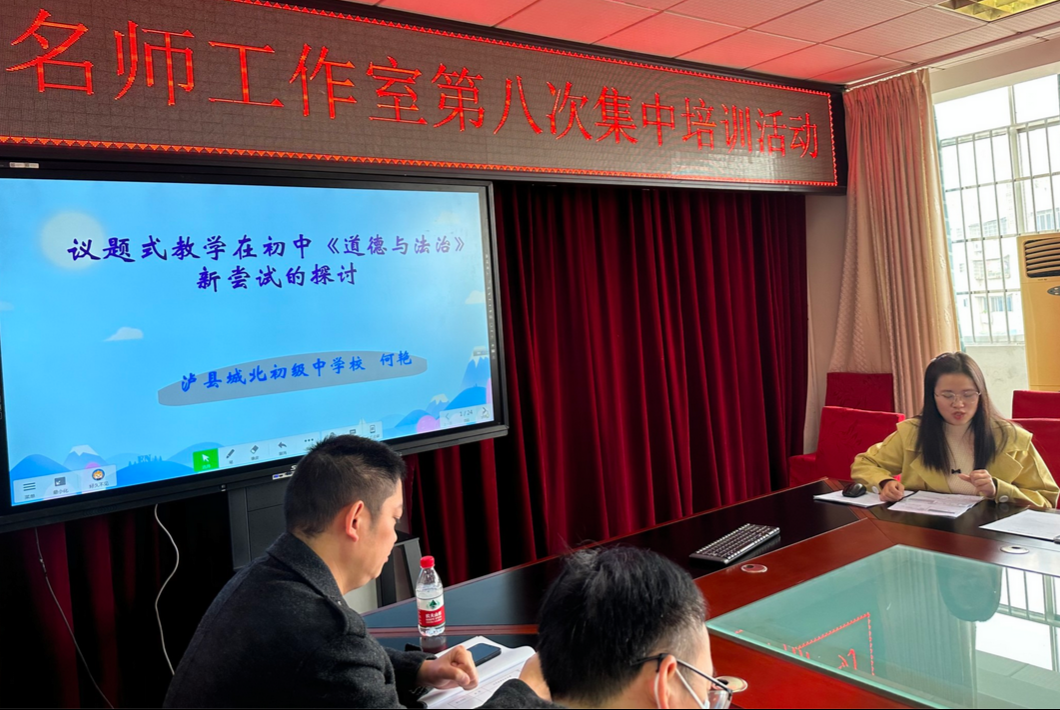 名师工作室第八次集中培训活动
议题式教学在初中《道德与法治》
新尝试的探讨
泸县城北初级中学校 何艳